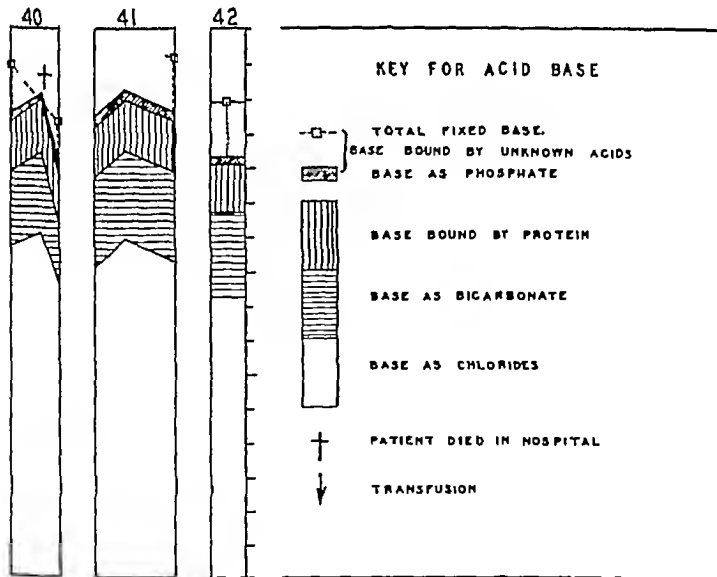 40 41 42
KEY FOR ACID BASE
TOTAL FIXED BASE.
BASE BOUND BY UNKNOWN ACIDS
BASE AS PHOSPHATE
BASE BOUND BY PROTEIN
BASE AS BICARBONATE
BASE AS CHLORIDES
PATIENT DIED IN HOSPITAL
TRANSFUSION